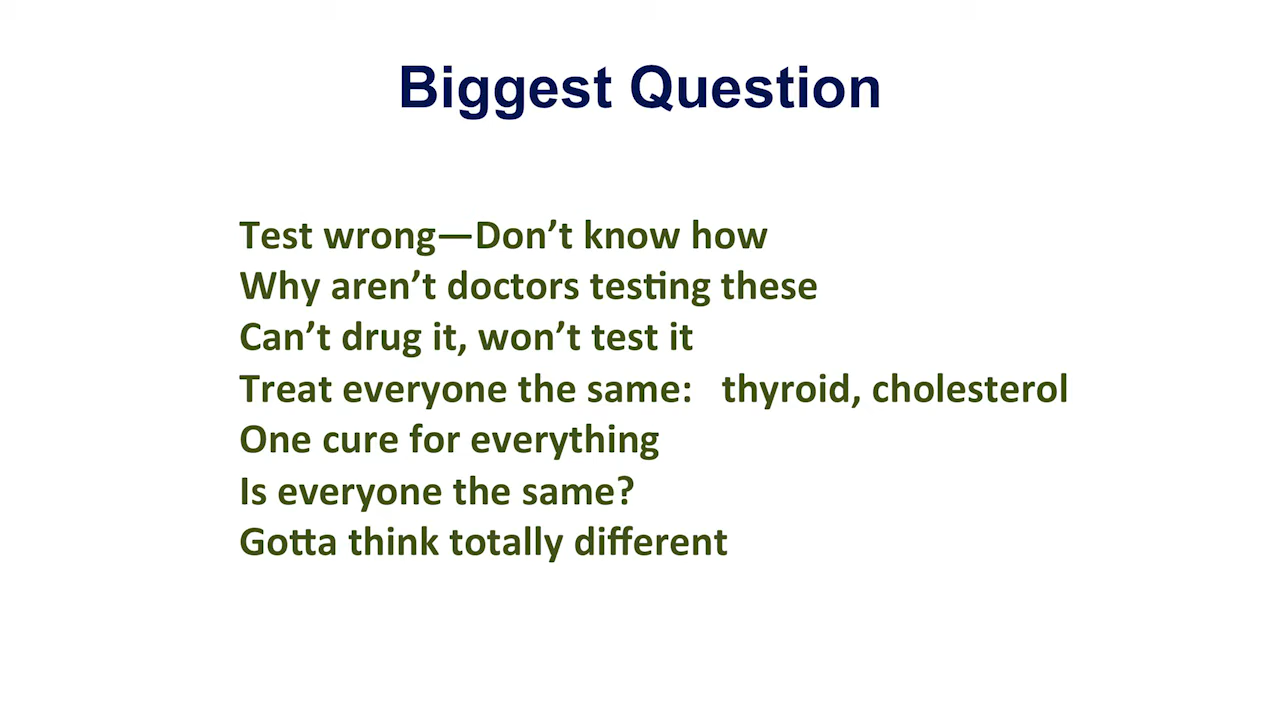 Biggest Question
Test wrong—Don’t know how
Why aren’t doctors testing these
Can’t drug it, won’t test it
Treat everyone the same: thyroid, cholesterol
One cure for everything
Is everyone the same?
Gotta think totally different